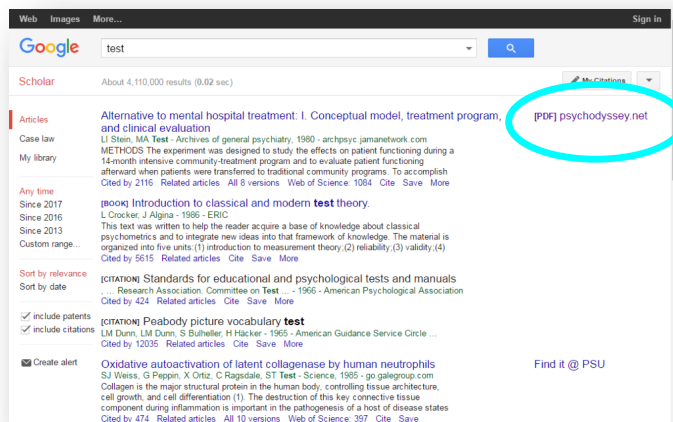 Web Images More... Sign in
Google test
Scholar About 4,110,000 results (0.02 sec) My Citations
Articles
Case law
My library
Any time
Since 2017
Since 2016
Since 2013
Custom range...
Sort by relevance
Sort by date
include patents
include citations
Create alert
Alternative to mental hospital treatment: I. Conceptual model, treatment program,
and clinical evaluation
LI Stein, MA Test - Archives of general psychiatry, 1980 - archpsyc.jamanetwork.com
METHODS The experiment was designed to study the effects on patient functioning during a
14-month intensive community-treatment program and to evaluate patient functioning
afterward when patients were transferred to traditional community programs. To accomplish
Cited by 2116 Related articles All 8 versions Web of Science: 1084 Cite Save More
[PDF] psychodyssey.net
[BOOK] Introduction to classical and modern test theory.
L Crocker, J Algina - 1986 - ERIC
This text was written to help the reader acquire a base of knowledge about classical
psychometrics and to integrate new ideas into that framework of knowledge. The material is
organized into five units:(1) introduction to measurement theory;(2) reliability;(3) validity;(4)
Cited by 5615 Related articles Cite Save More
[CITATION] Standards for educational and psychological tests and manuals
, ... Research Association. Committee on Test ... - 1966 - American Psychological Association
Cited by 424 Related articles Cite Save More
[CITATION] Peabody picture vocabulary test
LM Dunn, LM Dunn, S Bulheller, H Häcker - 1965 - American Guidance Service Circle ...
Cited by 12035 Related articles Cite Save More
Oxidative autoactivation of latent collagenase by human neutrophils
SJ Weiss, G Peppin, X Ortiz, C Ragsdale, ST Test - Science, 1985 - go.galegroup.com
Collagen is the major structural protein in the human body, controlling tissue architecture,
cell growth, and cell differentiation (1). The destruction of this key connective tissue
component during inflammation is important in the pathogenesis of a host of disease states
Cited by 474 Related articles All 10 versions Web of Science: 397 Cite Save
Find it @ PSU